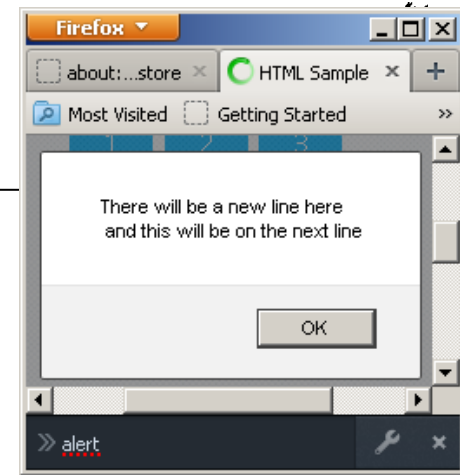 Firefox
about:...store
HTML Sample
Most Visited
Getting Started
1 2 3
There will be a new line here
and this will be on the next line
OK
alert